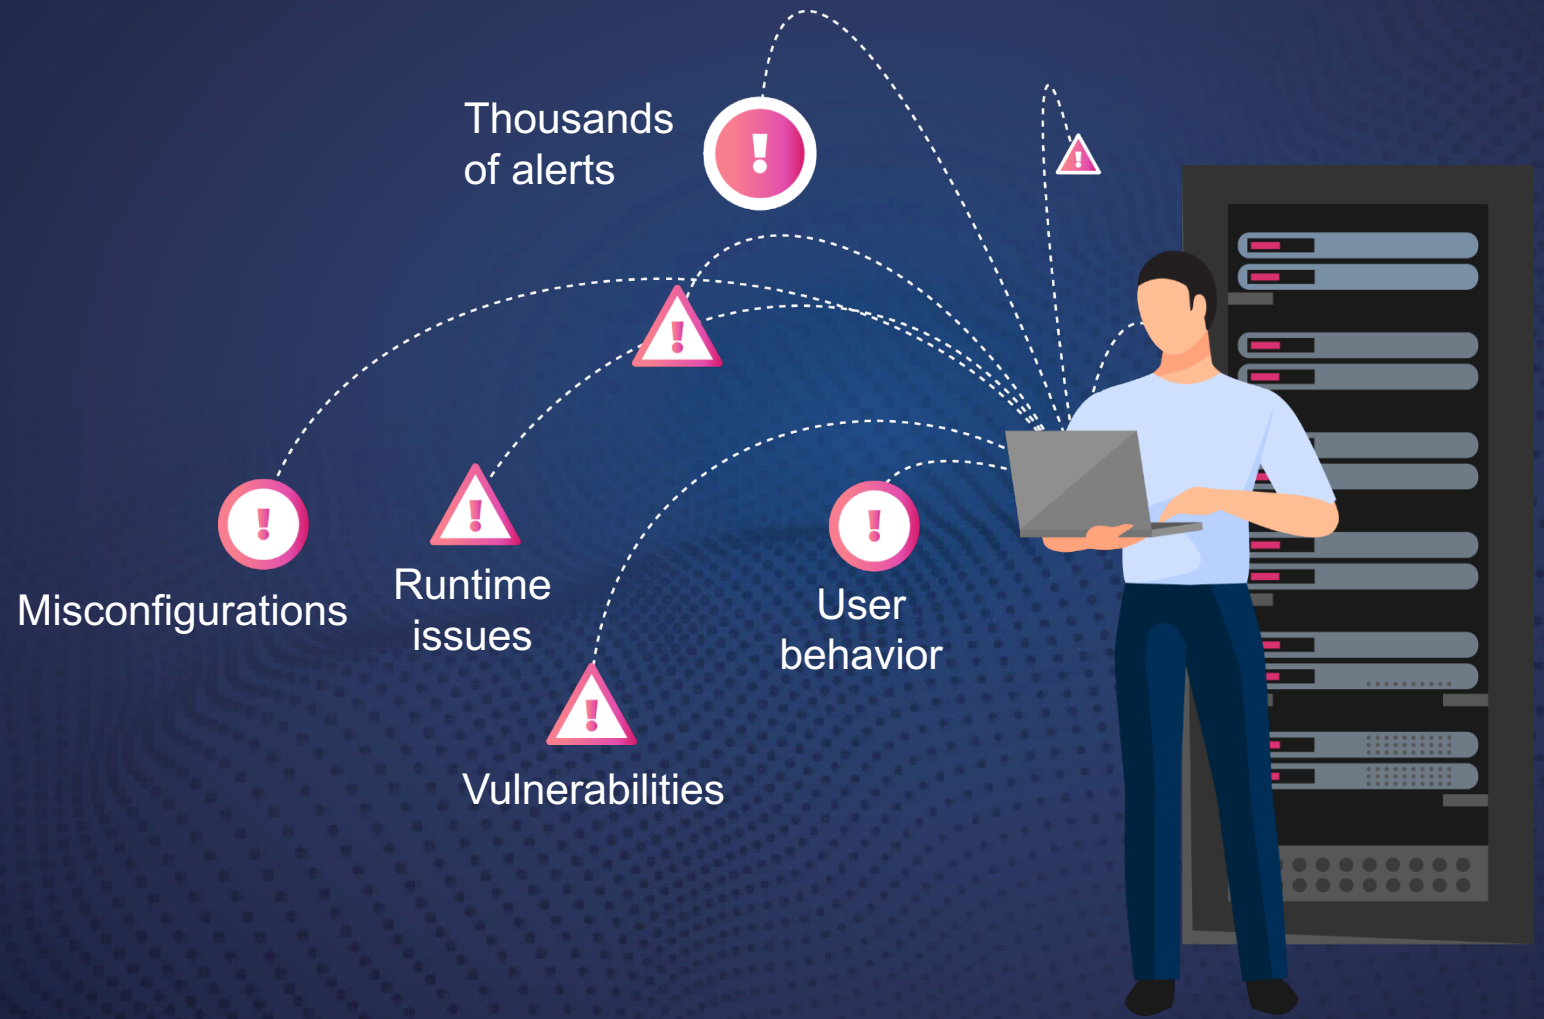 Thousands
of alerts
Misconfigurations
Runtime
issues
User
behavior
Vulnerabilities